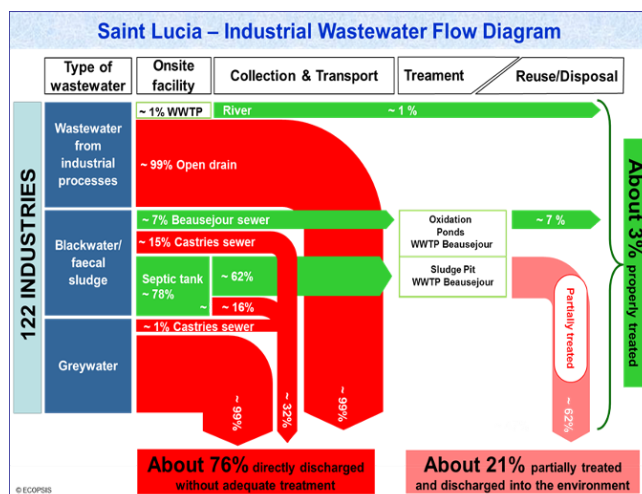 Saint Lucia – Industrial Wastewater Flow Diagram
Type of
wastewater
Onsite
facility
Collection & Transport
Treament
Reuse/Disposal
122 INDUSTRIES
Wastewater
from
industrial
processes
~ 1% WWTP
River
~ 1 %
~ 99% Open drain
Blackwater/
faecal
sludge
~ 7% Beausejour sewer
~ 15% Castries sewer
Septic tank
~ 78%
~
~ 62%
~ 16%
Oxidation
Ponds
WWTP Beausejour
~ 7 %
Sludge Pit
WWTP Beausejour
Partially treated
Greywater
~ 1% Castries sewer
~ 99%
~ 32%
~ 99%
~ 62%
About 3%
properly treated
About 76% directly discharged
without adequate treatment
About 21% partially treated
and discharged into the environment
© ECOPSIS